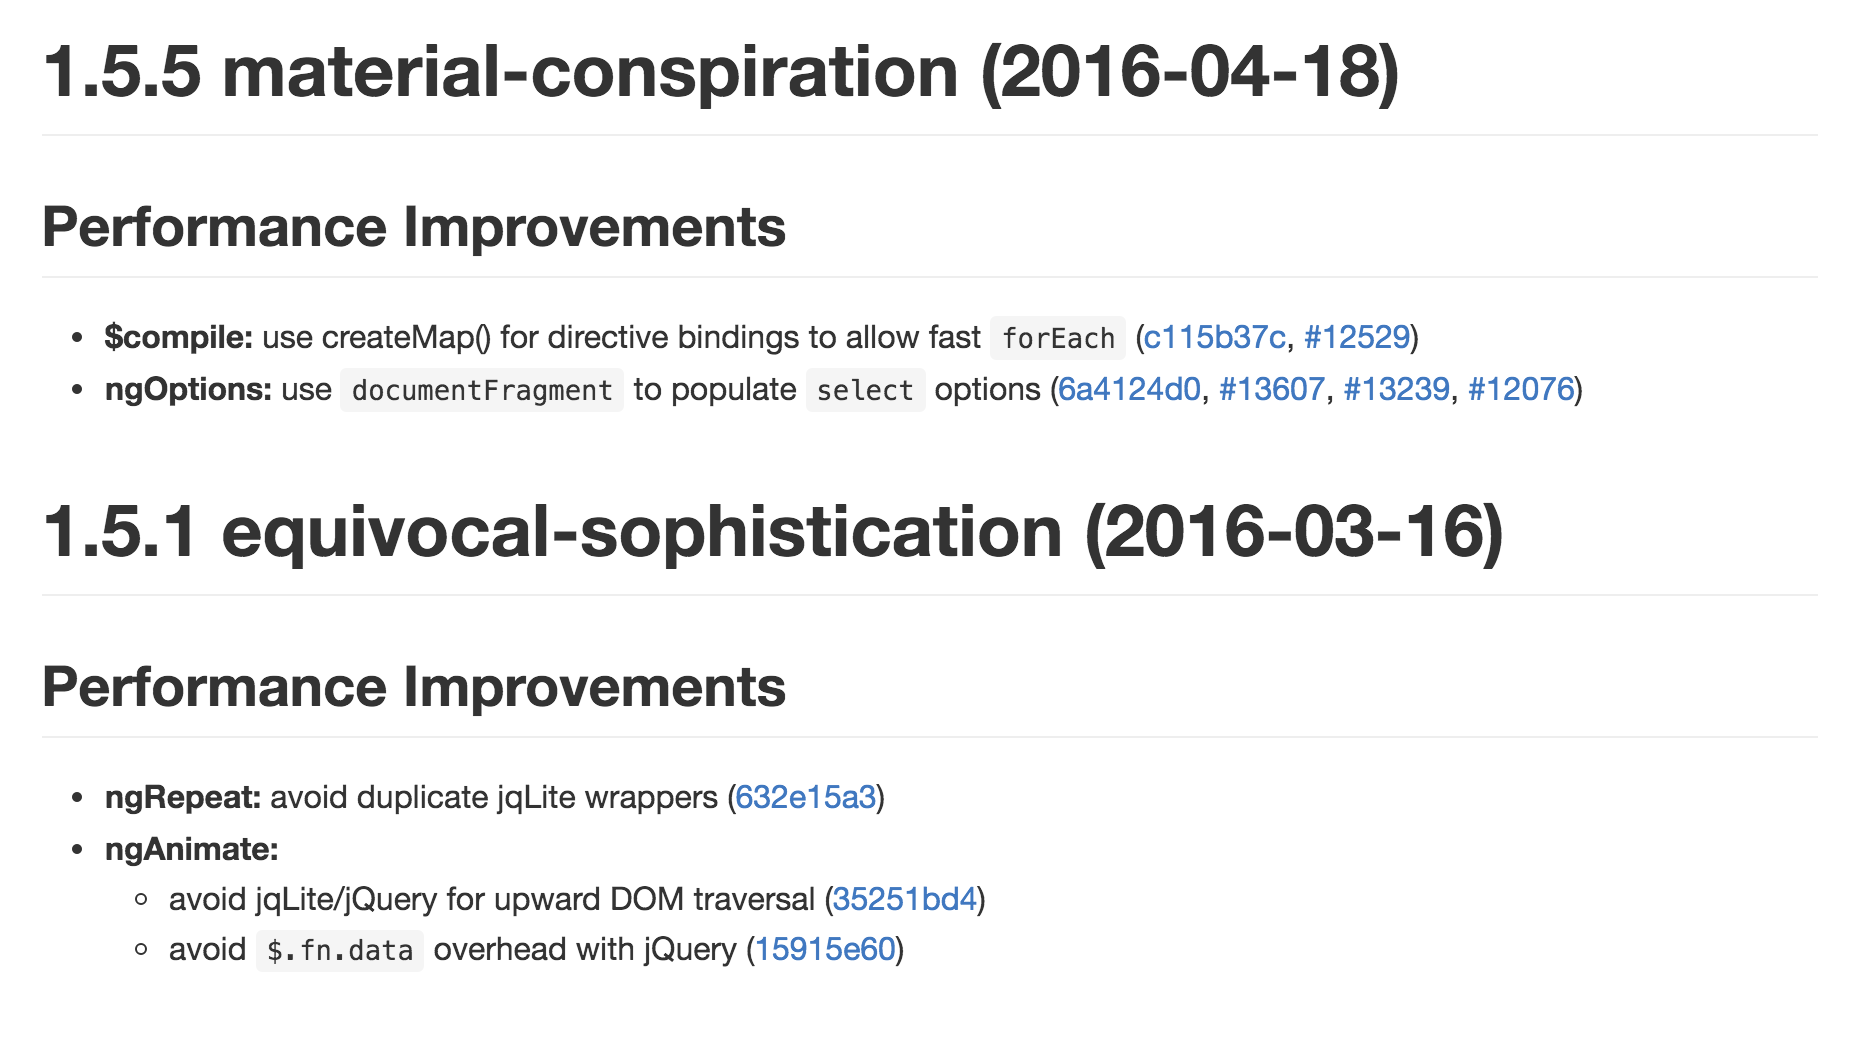 1.5.5 material-conspiration (2016-04-18)
Performance Improvements
• $compile: use createMap() for directive bindings to allow fast forEach (c115b37c, #12529)
• ngOptions: use documentFragment to populate select options (6a4124d0, #13607, #13239, #12076)
1.5.1 equivocal-sophistication (2016-03-16)
Performance Improvements
• ngRepeat: avoid duplicate jqLite wrappers (632e15a3)
• ngAnimate:
◦ avoid jqLite/jQuery for upward DOM traversal (35251bd4)
◦ avoid $.fn.data overhead with jQuery (15915e60)